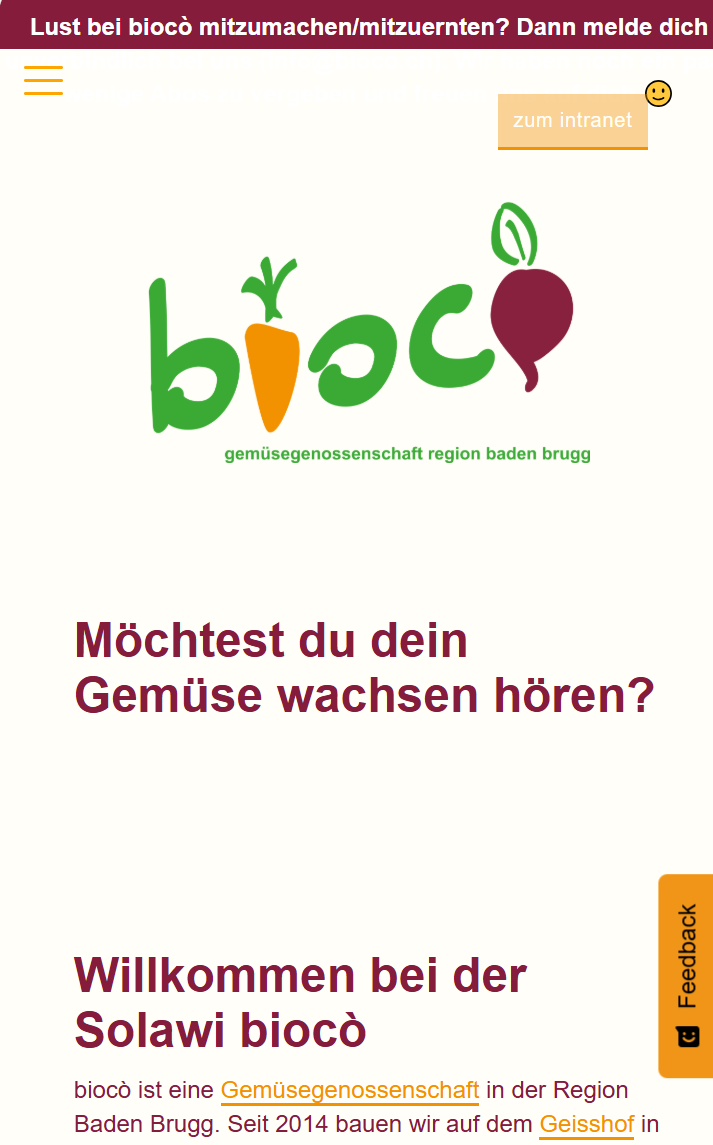 Lust bei biocò mitzumachen/mitzuernten? Dann melde dich
zum intranet
biocò
gemüsegenossenschaft region baden brugg
Möchtest du dein
Gemüse wachsen hören?
Feedback
Willkommen bei der
Solawi biocò
biocò ist eine Gemüsegenossenschaft in der Region
Baden Brugg. Seit 2014 bauen wir auf dem Geisshof in